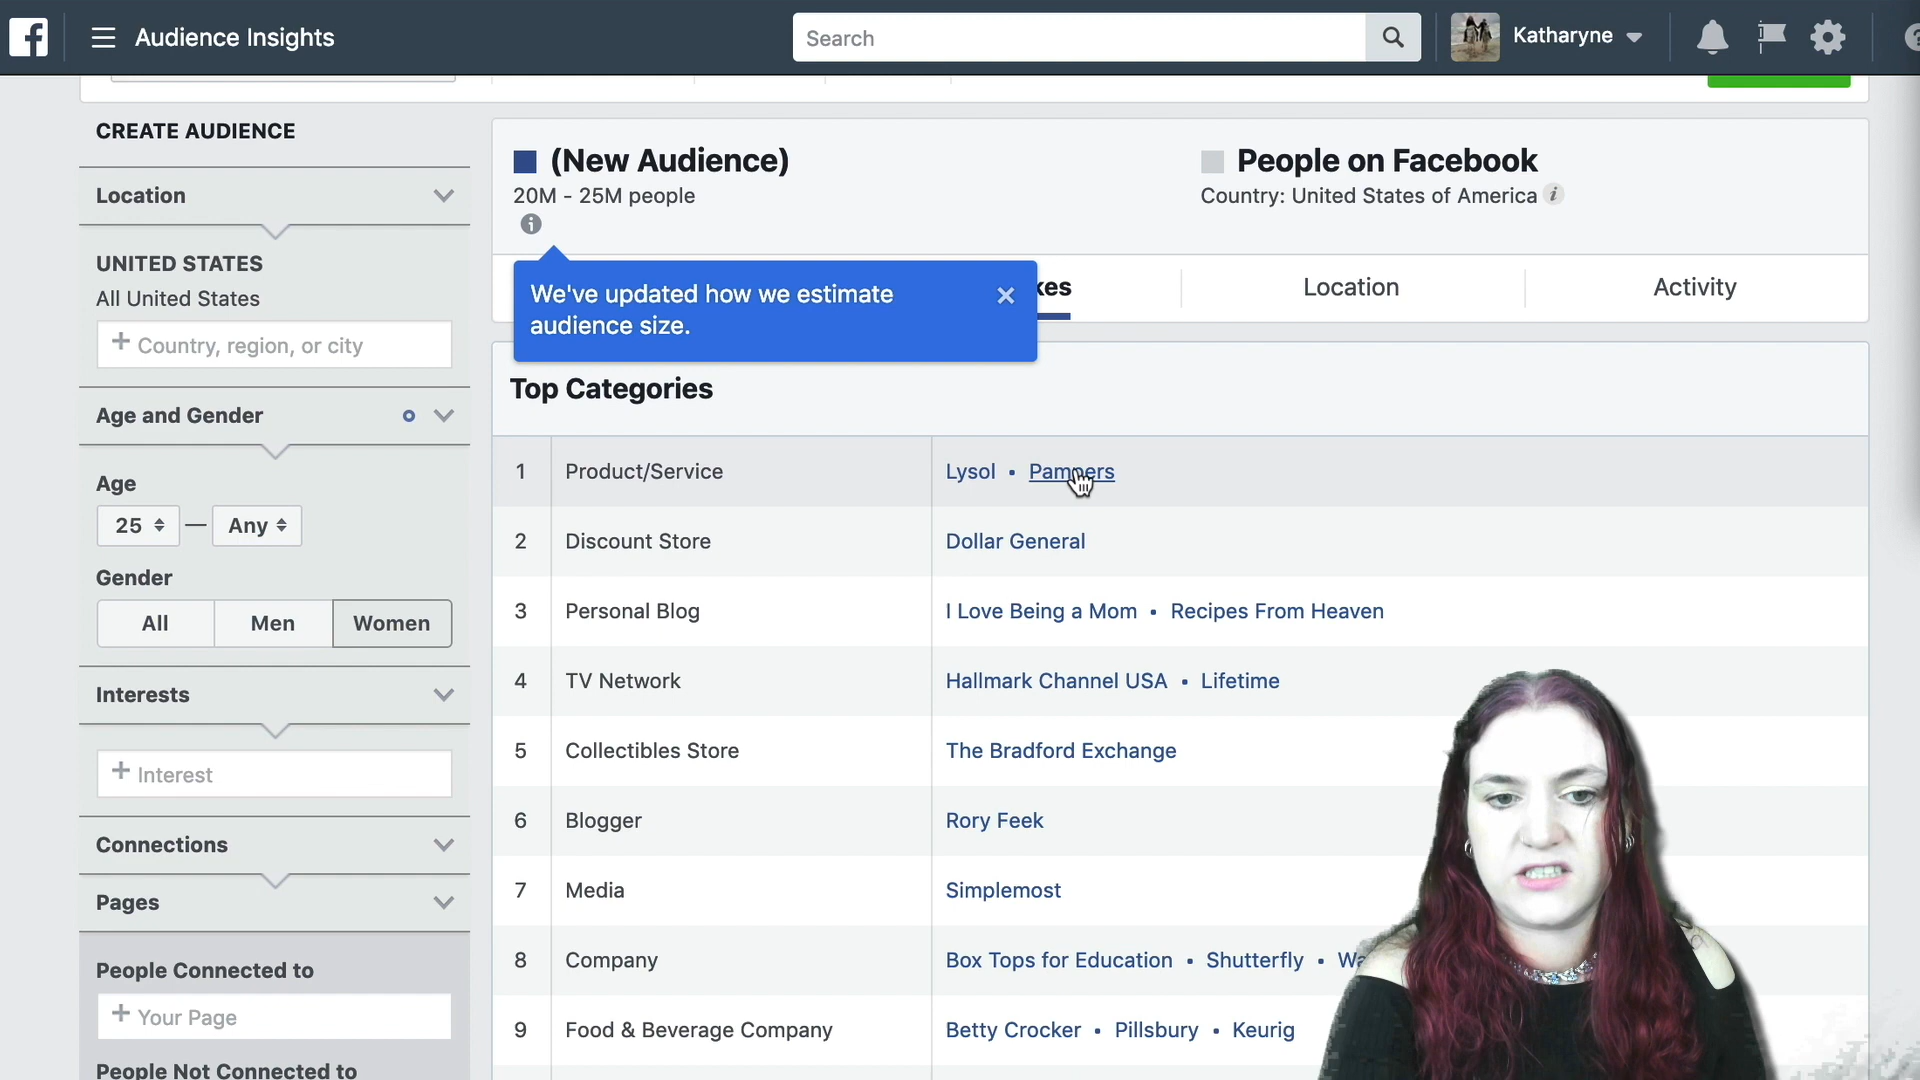 Audience Insights
Search
Katharyne
CREATE AUDIENCE
Location
UNITED STATES
All United States
+ Country, region, or city
Age and Gender
Age
25 — Any
Gender
All Men Women
Interests
+ Interest
Connections
Pages
People Connected to
+ Your Page
People Not Connected to
(New Audience)
20M - 25M people
People on Facebook
Country: United States of America
We've updated how we estimate
audience size.
Location
Activity
Top Categories
1 Product/Service Lysol • Pampers
2 Discount Store Dollar General
3 Personal Blog I Love Being a Mom • Recipes From Heaven
4 TV Network Hallmark Channel USA • Lifetime
5 Collectibles Store The Bradford Exchange
6 Blogger Rory Feek
7 Media Simplemost
8 Company Box Tops for Education • Shutterfly •
9 Food & Beverage Company Betty Crocker • Pillsbury • Keurig